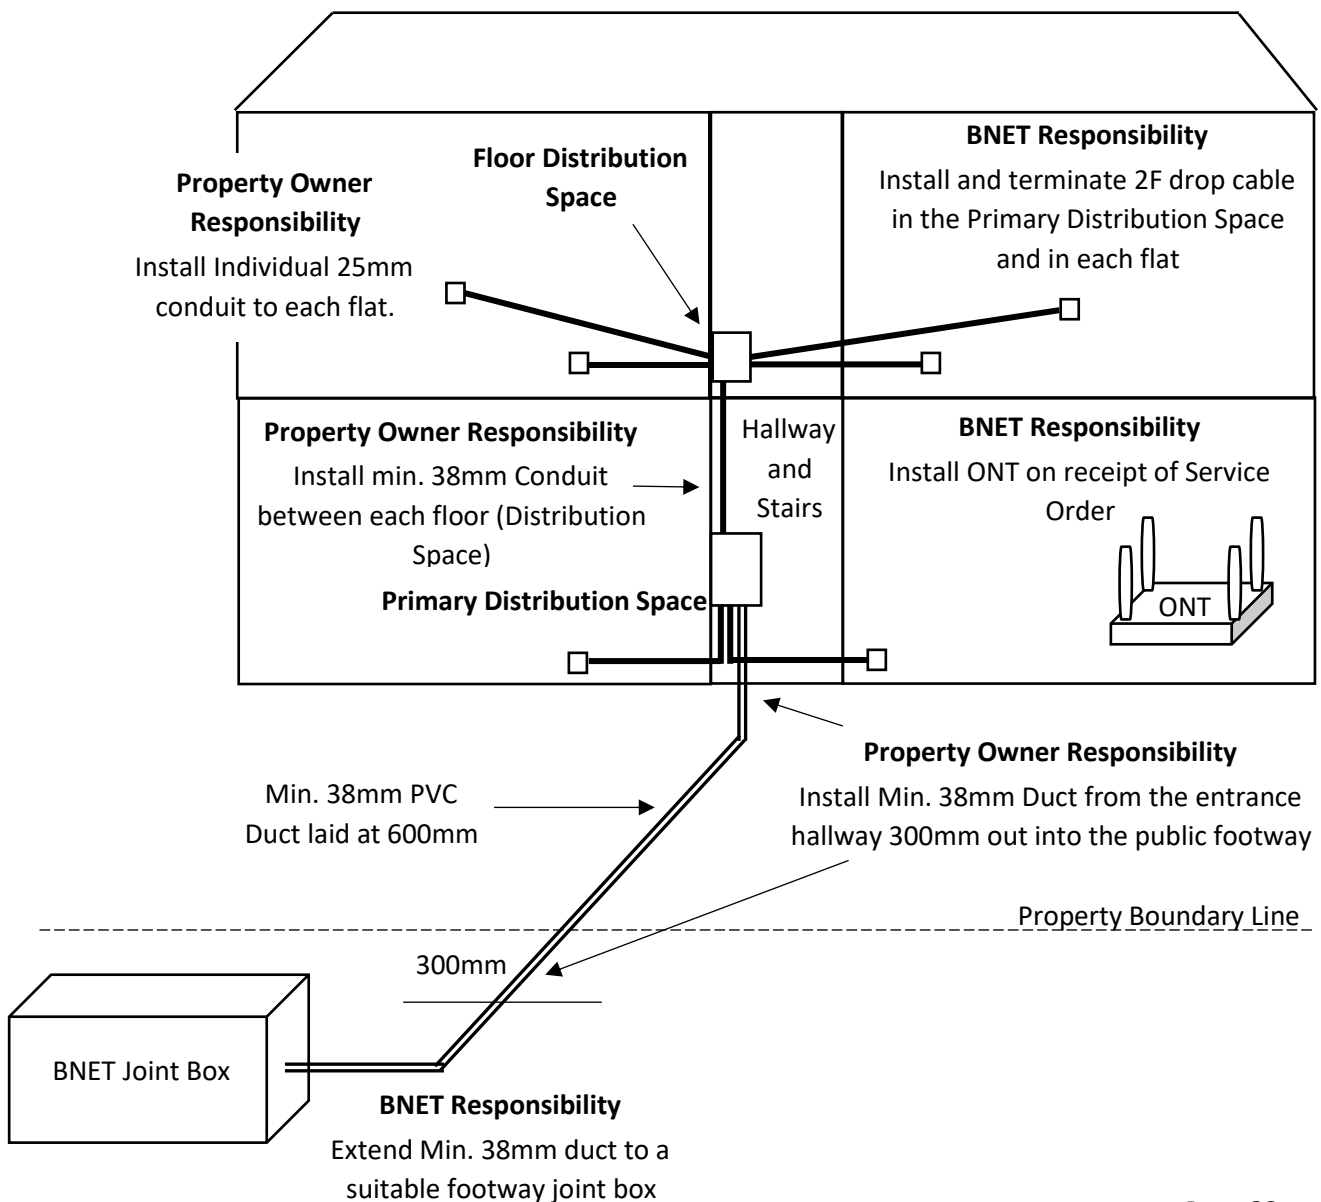 Floor Distribution
Space
Property Owner
Responsibility
Install Individual 25mm
conduit to each flat.
BNET Responsibility
Install and terminate 2F drop cable
in the Primary Distribution Space
and in each flat
Property Owner Responsibility
Install min. 38mm Conduit
between each floor (Distribution
Space)
Primary Distribution Space
Hallway
and
Stairs
BNET Responsibility
Install ONT on receipt of Service
Order
ONT
Property Owner Responsibility
Install Min. 38mm Duct from the entrance
hallway 300mm out into the public footway
Min. 38mm PVC
Duct laid at 600mm
Property Boundary Line
300mm
BNET Joint Box
BNET Responsibility
Extend Min. 38mm duct to a
suitable footway joint box